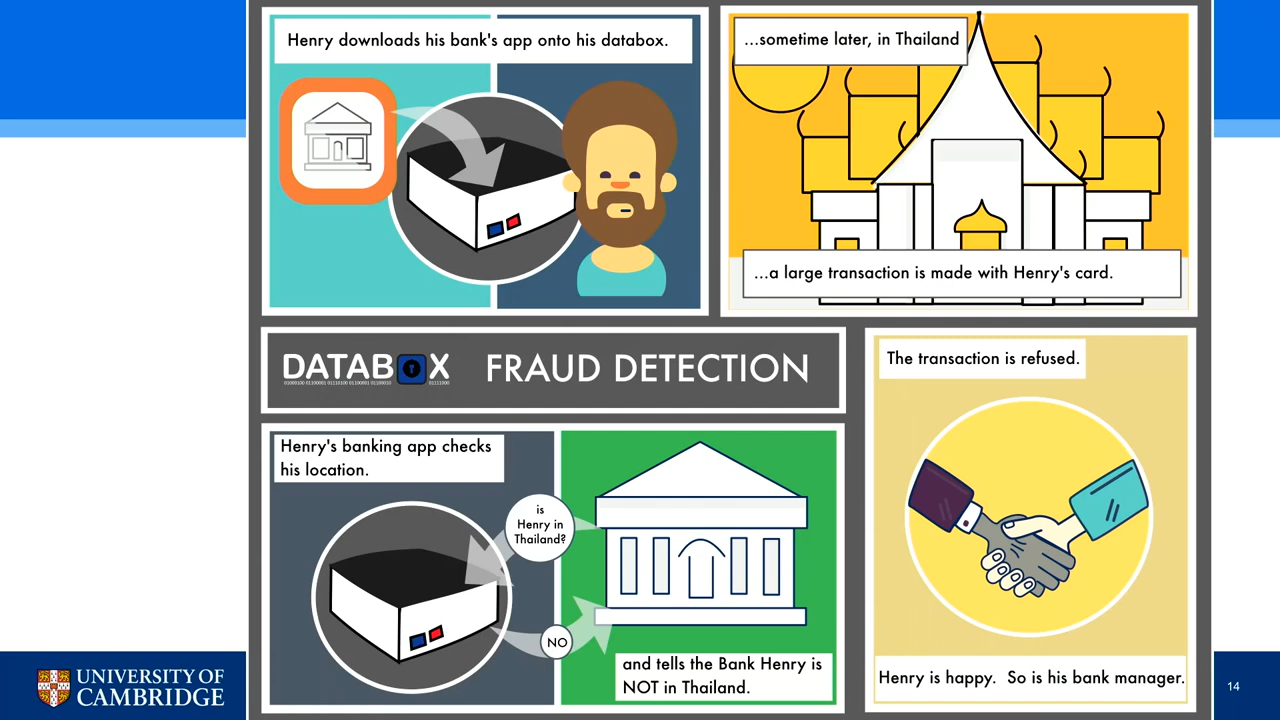 Henry downloads his bank's app onto his databox.
...sometime later, in Thailand
...a large transaction is made with Henry's card.
DATABOX
FRAUD DETECTION
Henry's banking app checks
his location.
is
Henry in
Thailand?
NO
and tells the Bank Henry is
NOT in Thailand.
The transaction is refused.
Henry is happy. So is his bank manager.
UNIVERSITY OF
CAMBRIDGE
14